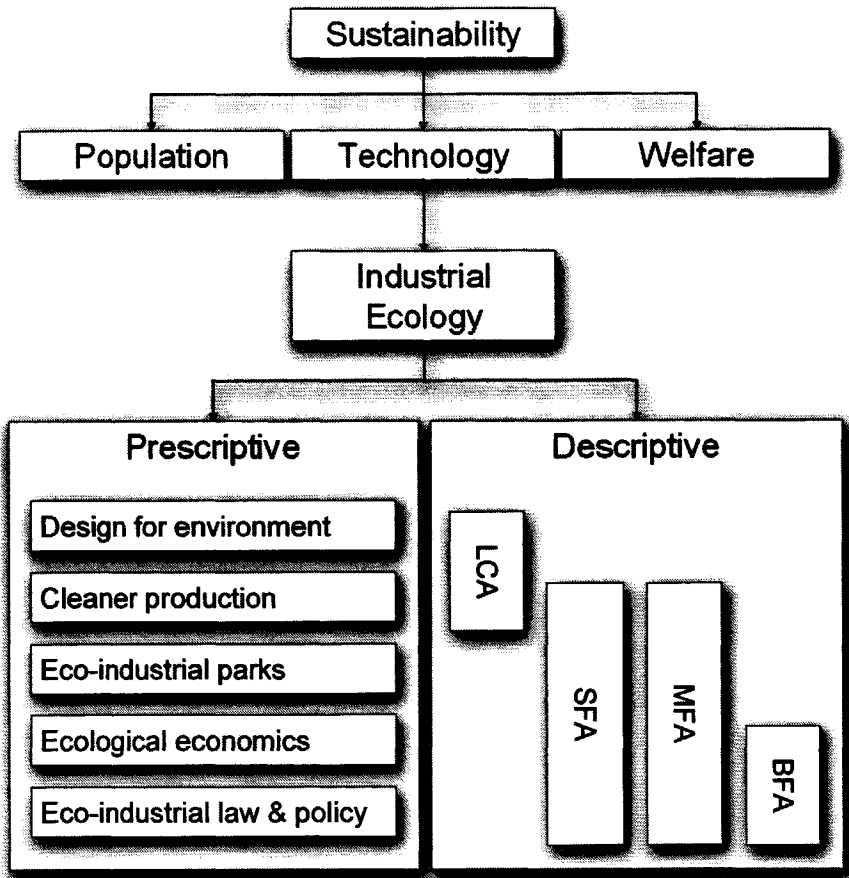 Sustainability
Population
Technology
Welfare
Industrial
Ecology
Prescriptive
Design for environment
Cleaner production
Eco-industrial parks
Ecological economics
Eco-industrial law & policy
Descriptive
LCA
SFA
MFA
BFA